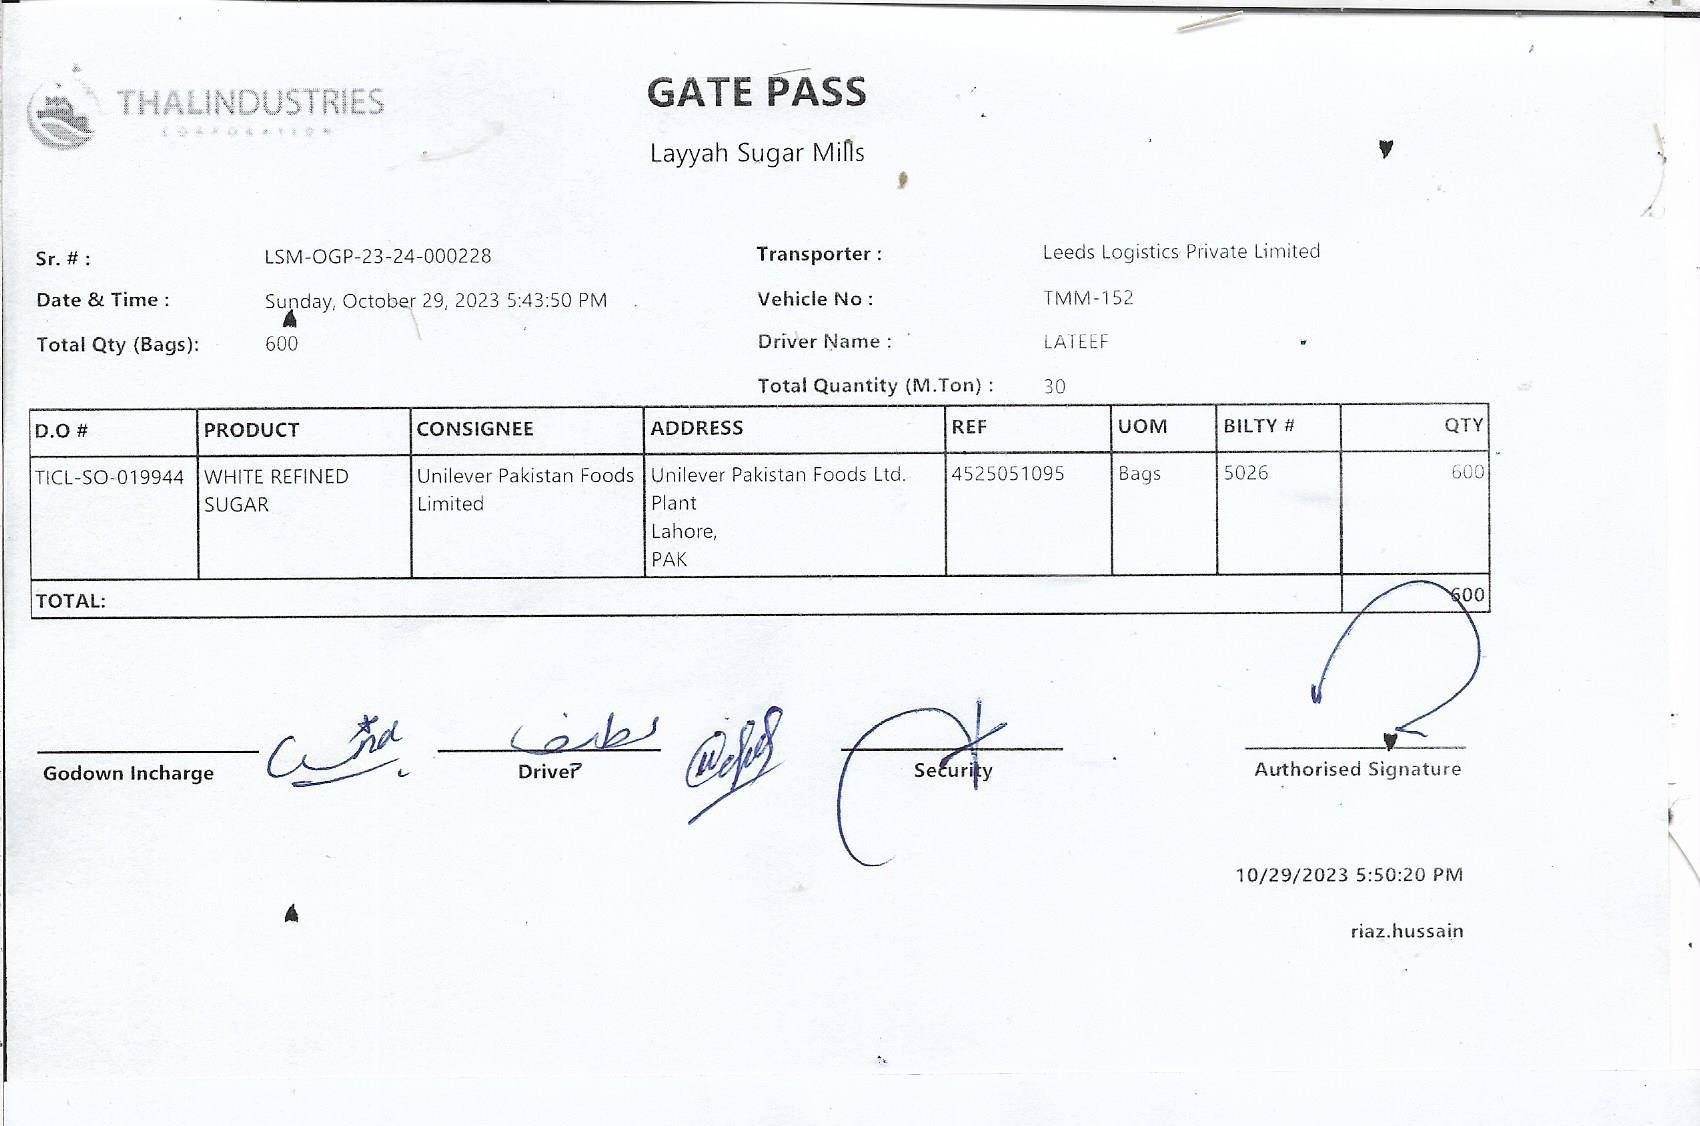 THALINDUSTRIES
CORPORATION
GATE PASS
Layyah Sugar Mills
Sr. # : LSM-OGP-23-24-000228
Transporter : Leeds Logistics Private Limited
Date & Time : Sunday, October 29, 2023 5:43:50 PM
Vehicle No : TMM-152
Total Qty (Bags): 600
Driver Name : LATEEF
Total Quantity (M.Ton) : 30
D.O # PRODUCT CONSIGNEE ADDRESS REF UOM BILTY # QTY
TICL-SO-019944 WHITE REFINED Unilever Pakistan Foods Unilever Pakistan Foods Ltd. 4525051095 Bags 5026 600
SUGAR Limited Plant
Lahore,
PAK
TOTAL: 600
لطیف
Godown Incharge Driver Security Authorised Signature
10/29/2023 5:50:20 PM
riaz.hussain